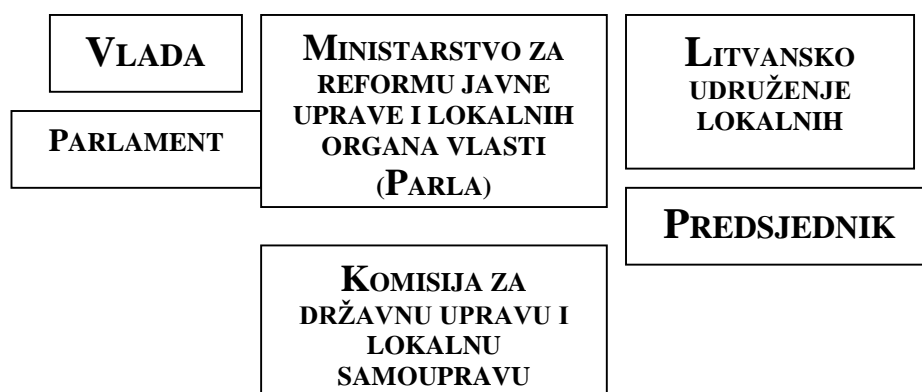 VLADA
PARLAMENT
MINISTARSTVO ZA
REFORMU JAVNE
UPRAVE I LOKALNIH
ORGANA VLASTI
(PARLA)
KOMISIJA ZA
DRŽAVNU UPRAVU I
LOKALNU
SAMOUPRAVU
LITVANSKO
UDRUŽENJE
LOKALNIH
PREDSJEDNIK